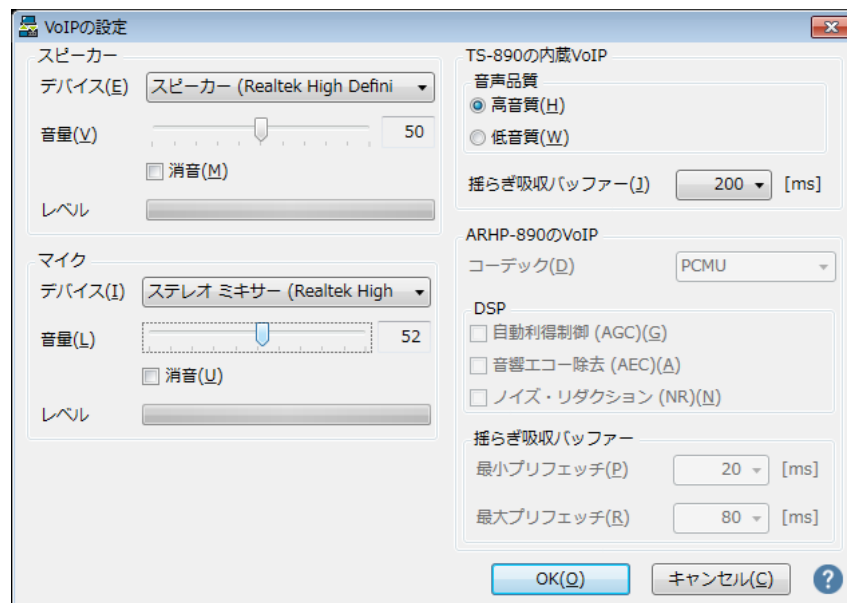 VoIPの設定
スピーカー
デバイス(E)
スピーカー (Realtek High Defini
音量(V)
50
消音(M)
レベル
マイク
デバイス(I)
ステレオ ミキサー (Realtek High
音量(L)
52
消音(U)
レベル
TS-890の内蔵VoIP
音声品質
高音質(H)
低音質(W)
揺らぎ吸収バッファー(J)
200
[ms]
ARHP-890のVoIP
コーデック(D)
PCMU
DSP
自動利得制御 (AGC)(G)
音響エコー除去 (AEC)(A)
ノイズ・リダクション (NR)(N)
揺らぎ吸収バッファー
最小プリフェッチ(P)
20
[ms]
最大プリフェッチ(R)
80
[ms]
OK(O)
キャンセル(C)
?